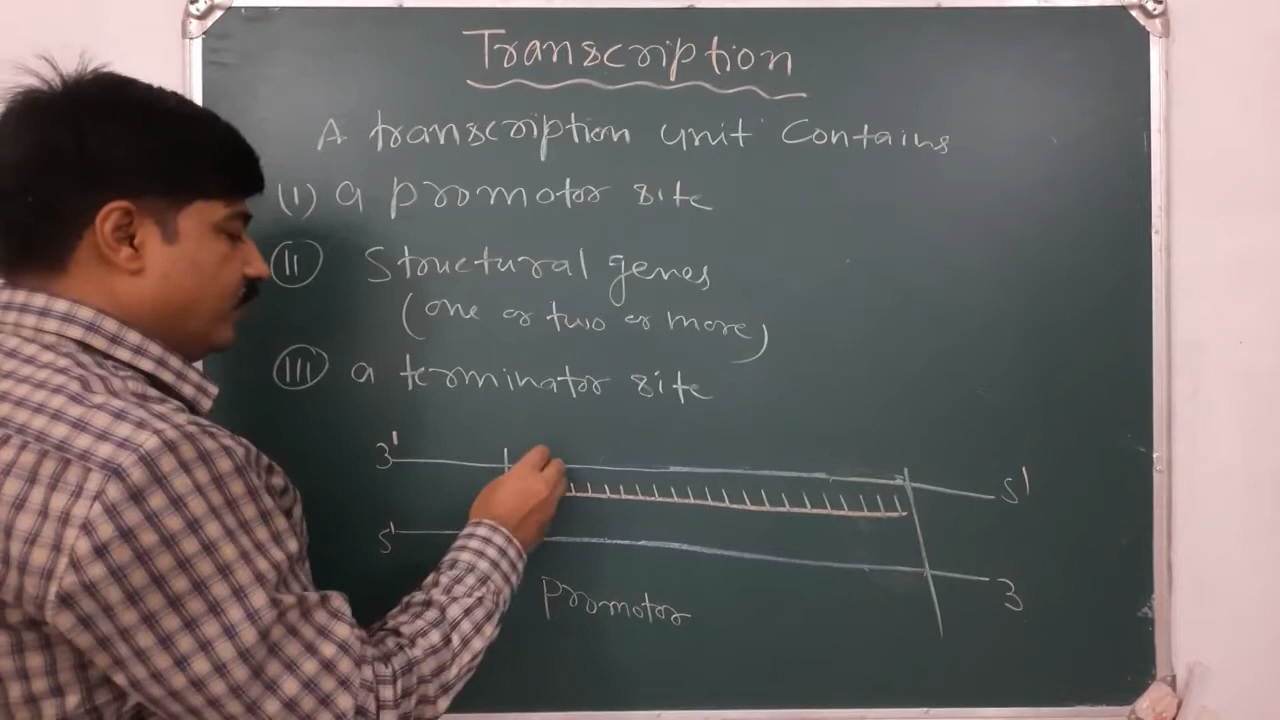 Transcription
A transcription unit Contains
(I) a promotor site
(II) Structural genes
(one or two or more)
(III) a terminator site
3' 5'
5' 3
promotor